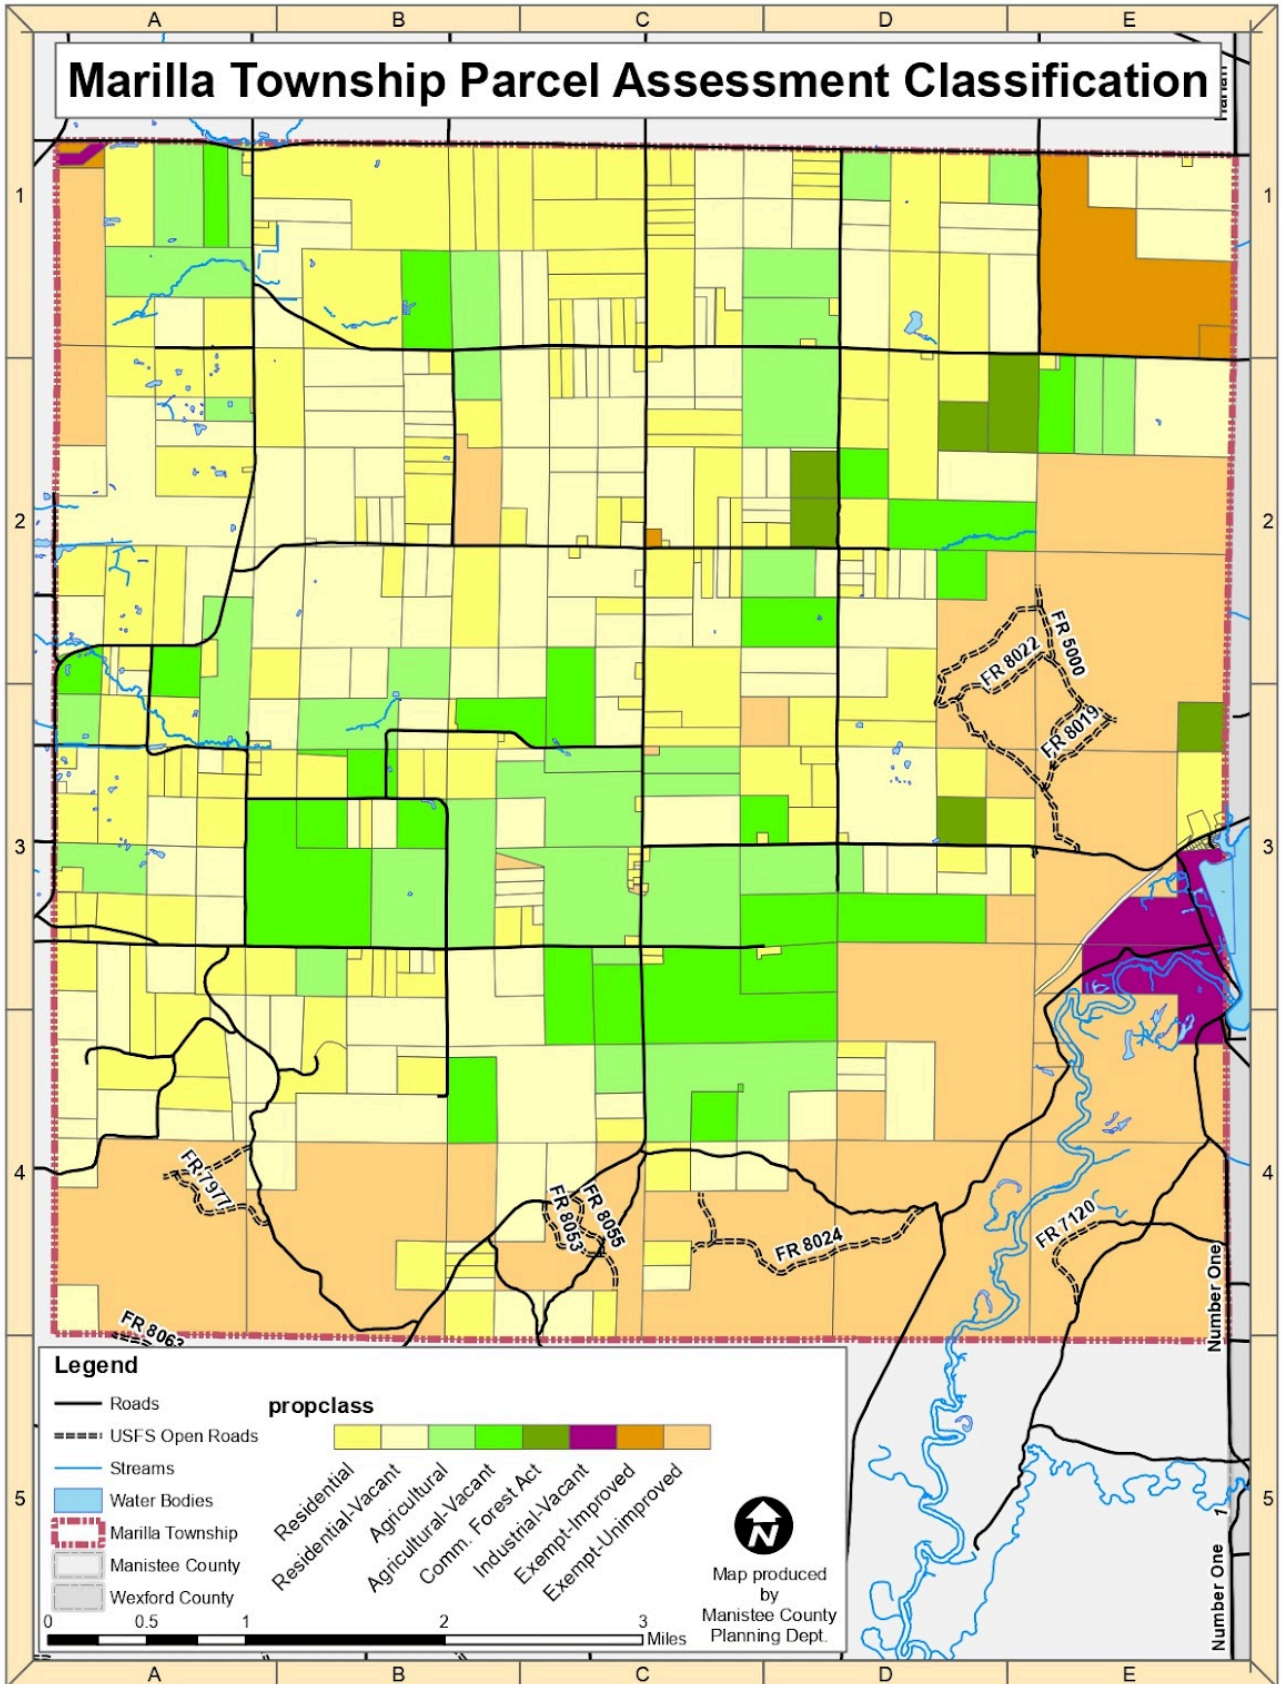 A B C D E
Marilla Township Parcel Assessment Classification
Harlan
1 1
2 2
FR 5000
FR 8022
FR 8019
3 3
4 4
FR 7977
FR 8053
FR 8055
FR 8024
FR 7120
Number One
FR 8063
Legend
Roads
USFS Open Roads
Streams
Water Bodies
Marilla Township
Manistee County
Wexford County
propclass
Residential
Residential-Vacant
Agricultural
Agricultural-Vacant
Comm. Forest Act
Industrial-Vacant
Exempt-Improved
Exempt-Unimproved
N
Map produced
by
Manistee County
Planning Dept.
0 0.5 1 2 3
Miles
5 5
1
Number One
A B C D E